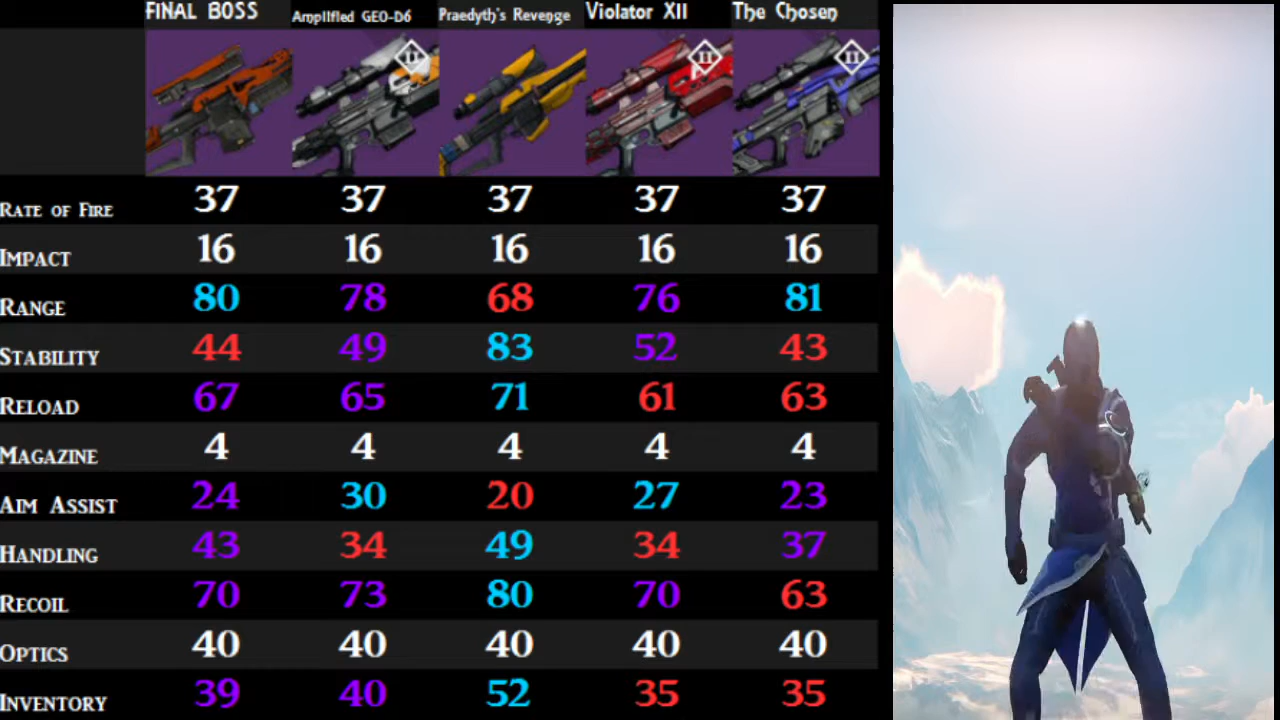 FINAL BOSS Amplified GEO-D6 Praedyth's Revenge Violator XII The Chosen
II II II
Rate of Fire 37 37 37 37 37
Impact 16 16 16 16 16
Range 80 78 68 76 81
Stability 44 49 83 52 43
Reload 67 65 71 61 63
Magazine 4 4 4 4 4
Aim Assist 24 30 20 27 23
Handling 43 34 49 34 37
Recoil 70 73 80 70 63
Optics 40 40 40 40 40
Inventory 39 40 52 35 35